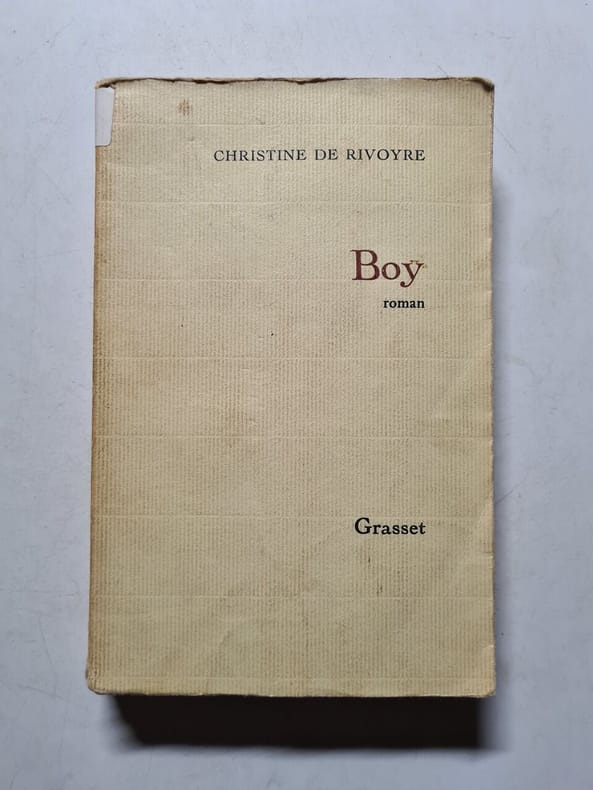 CHRISTINE DE RIVOYRE
Boy
roman
Grasset